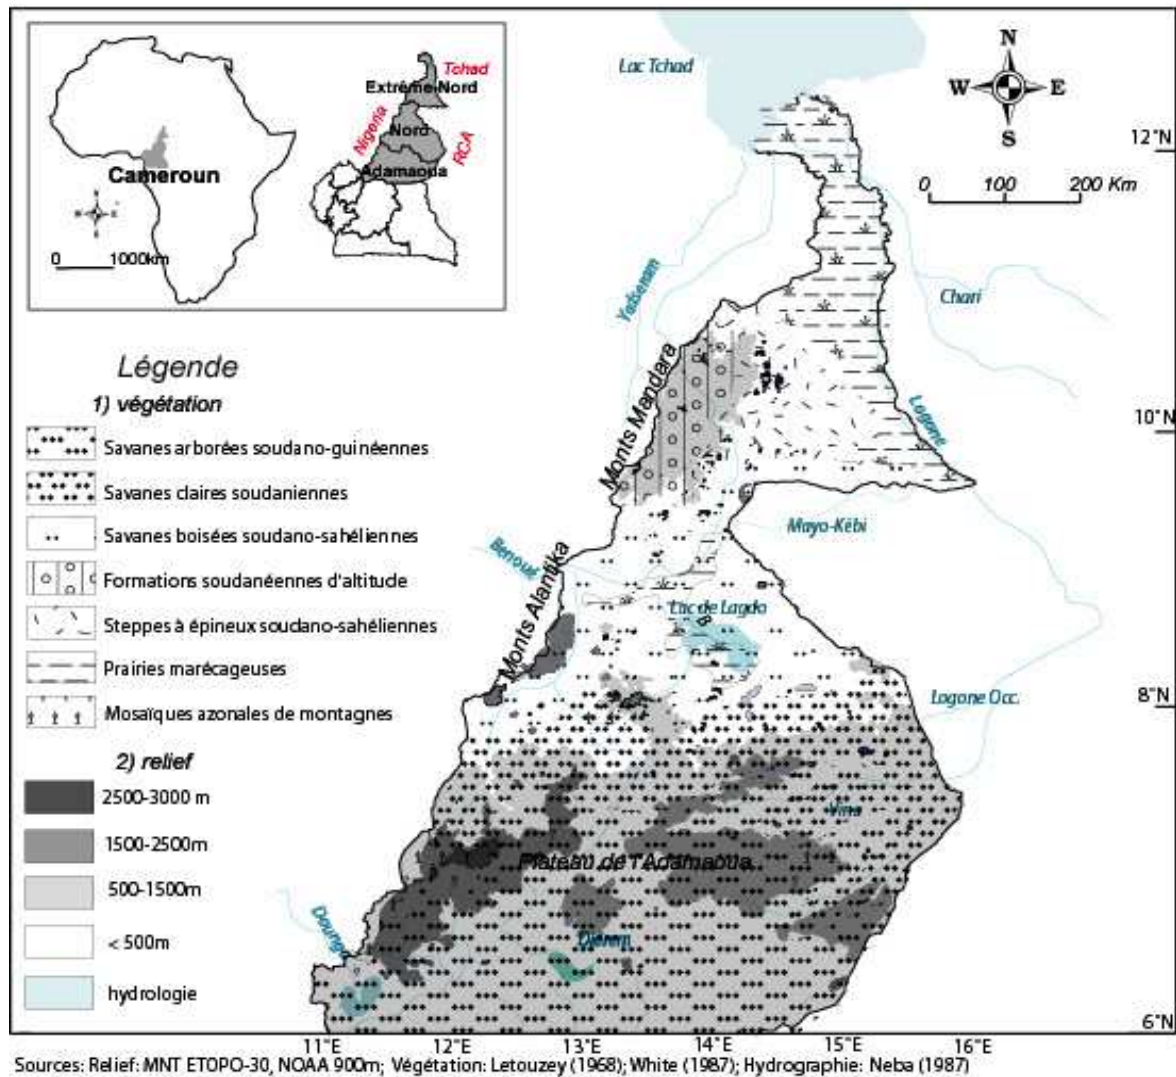 Tchad
Extrême-Nord
Nigeria
Nord
RCA
Adamaoua
Cameroun
N
0 1000km
Lac Tchad
N
W E
S
12°N
0 100 200 Km
Yadseram
Chari
Légende
1) végétation
Savanes arborées soudano-guinéennes
Savanes claires soudaniennes
Savanes boisées soudano-sahéliennes
Formations soudanéennes d'altitude
Steppes à épineux soudano-sahéliennes
Prairies marécageuses
Mosaïques azonales de montagnes
2) relief
2500-3000 m
1500-2500m
500-1500m
< 500m
hydrologie
Monts Mandara
Logone
10°N
Mayo-Kébi
Benoué
Monts Alantika
Lac de Lagdo
B
8°N
Logone Occ.
Vina
Plateau de l'Adamaoua
Djerem
6°N
11°E 12°E 13°E 14°E 15°E 16°E
Sources: Relief: MNT ETOPO-30, NOAA 900m; Végétation: Letouzey (1968); White (1987); Hydrographie: Neba (1987)